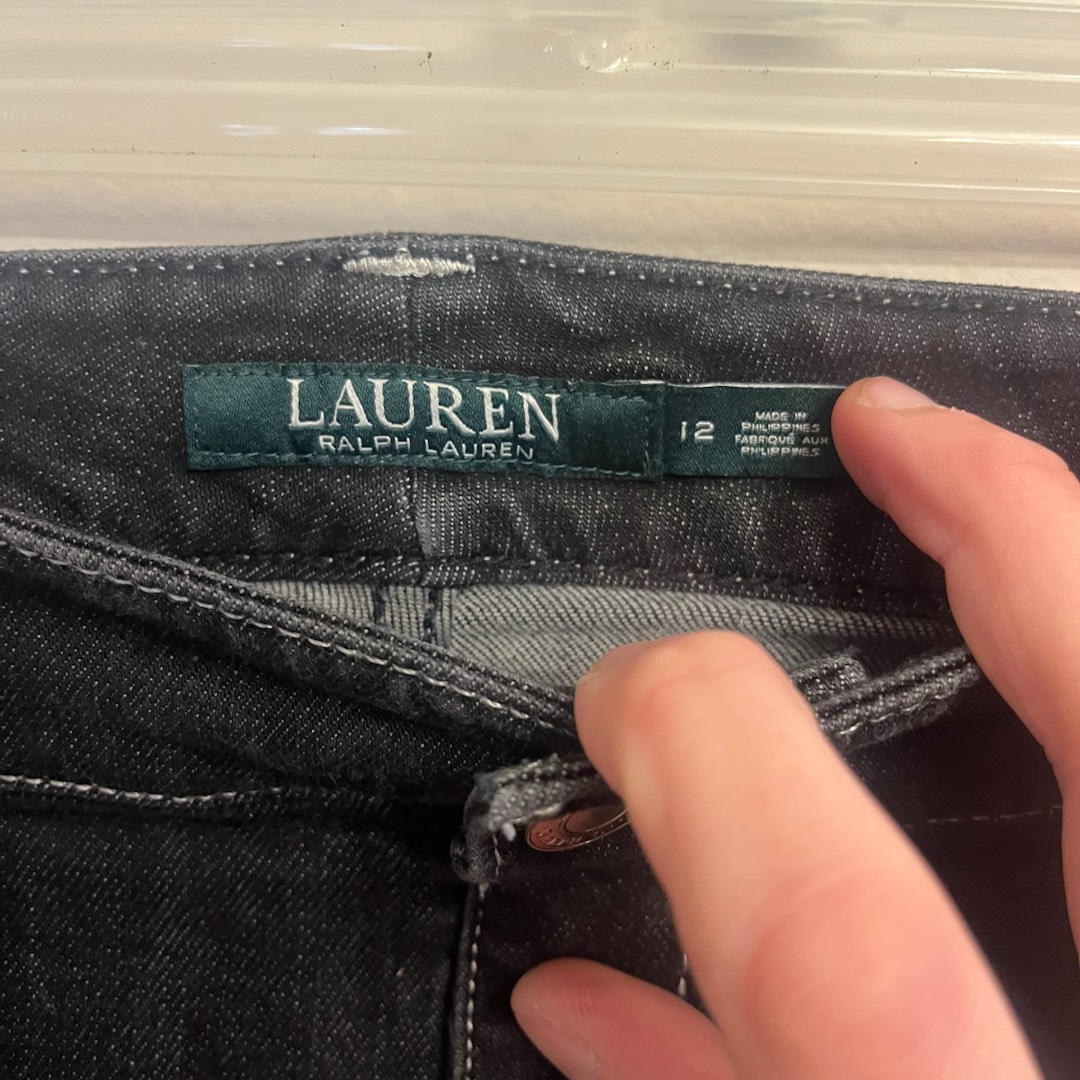 LAUREN
RALPH LAUREN
12
MADE IN
PHILIPPINES
FABRIQUÉ AUX
PHILIPPINES